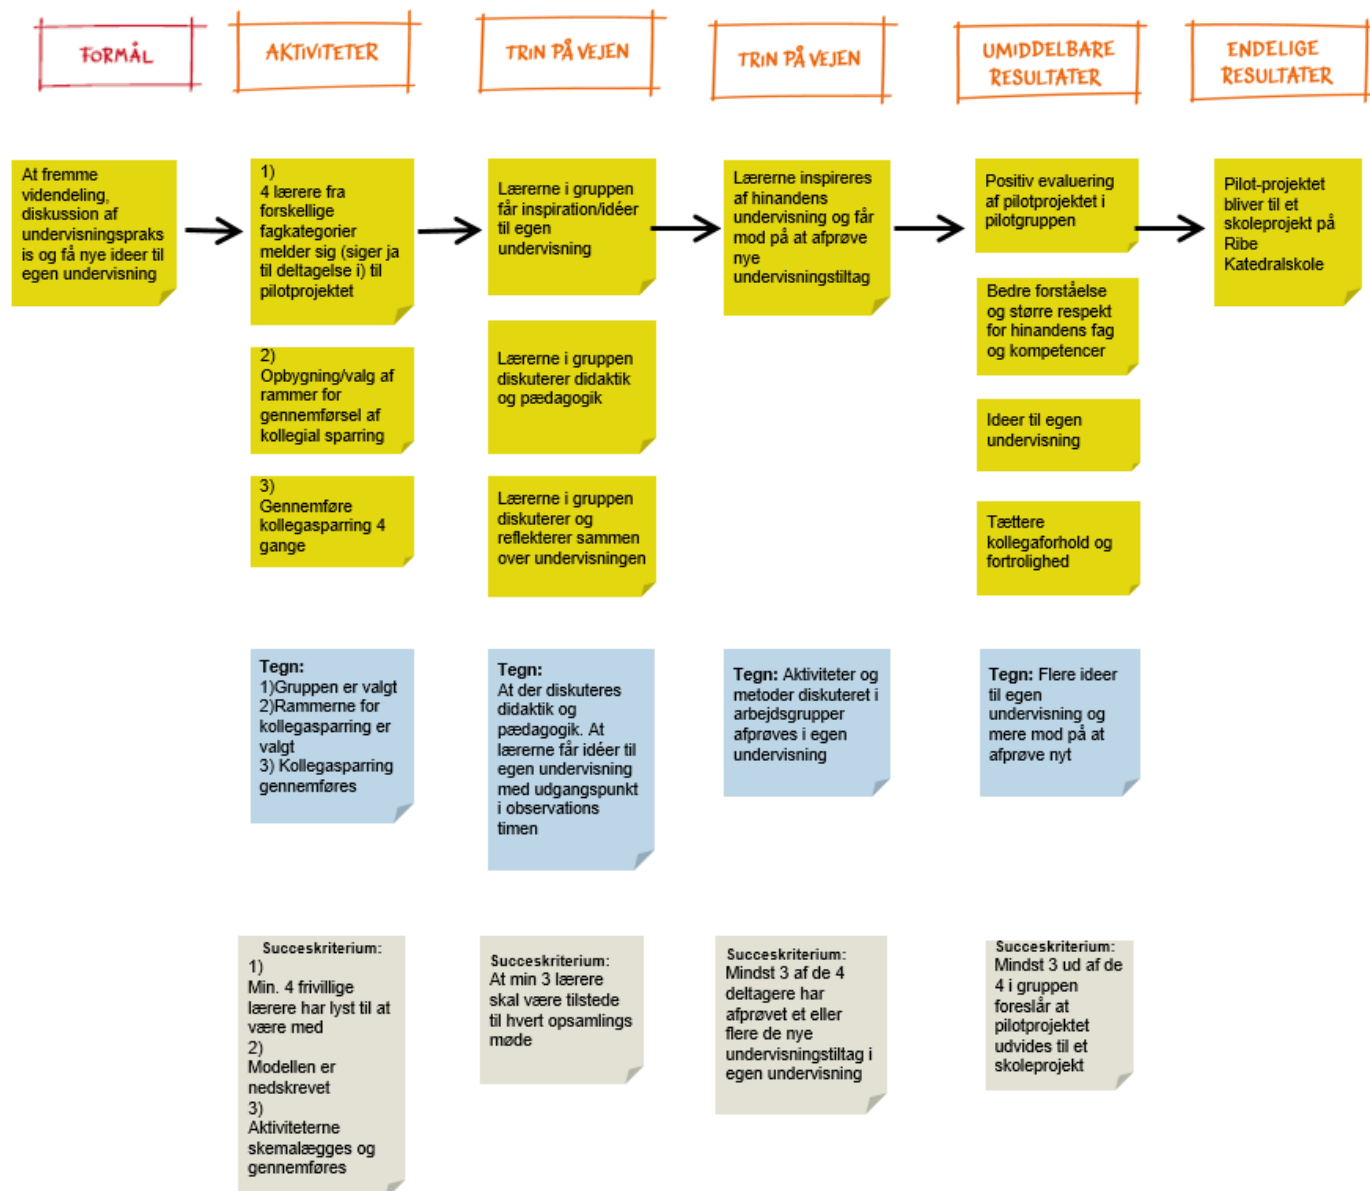 FORMÅL
AKTIVITETER
TRIN PÅ VEJEN
TRIN PÅ VEJEN
UMIDDELBARE
RESULTATER
ENDELIGE
RESULTATER
At fremme
videndeling,
diskussion af
undervisningspraks
is og få nye ideer til
egen undervisning
1)
4 lærere fra
forskellige
fagkategorier
melder sig (siger ja
til deltagelse i) til
pilotprojektet
2)
Opbygning/valg af
rammer for
gennemførsel af
kollegial sparring
3)
Gennemføre
kollegasparring 4
gange
Lærerne i gruppen
får inspiration/idéer
til egen
undervisning
Lærerne i gruppen
diskuterer didaktik
og pædagogik
Lærerne i gruppen
diskuterer og
reflekterer sammen
over undervisningen
Lærerne inspireres
af hinandens
undervisning og får
mod på at afprøve
nye
undervisningstiltag
Positiv evaluering
af pilotprojektet i
pilotgruppen
Bedre forståelse
og større respekt
for hinandens fag
og kompetencer
Ideer til egen
undervisning
Tættere
kollegaforhold og
fortrolighed
Pilot-projektet
bliver til et
skoleprojekt på
Ribe
Katedralskole
Tegn:
1)Gruppen er valgt
2)Rammerne for
kollegasparring er
valgt
3) Kollegasparring
gennemføres
Tegn:
At der diskuteres
didaktik og
pædagogik. At
lærerne får idéer til
egen undervisning
med udgangspunkt
i observations
timen
Tegn: Aktiviteter og
metoder diskuteret i
arbejdsgrupper
afprøves i egen
undervisning
Tegn: Flere ideer
til egen
undervisning og
mere mod på at
afprøve nyt
Succeskriterium:
1)
Min. 4 frivillige
lærere har lyst til at
være med
2)
Modellen er
nedskrevet
3)
Aktiviteterne
skemalægges og
gennemføres
Succeskriterium:
At min 3 lærere
skal være tilstede
til hvert opsamlings
møde
Succeskriterium:
Mindst 3 af de 4
deltagere har
afprøvet et eller
flere de nye
undervisningstiltag i
egen undervisning
Succeskriterium:
Mindst 3 ud af de
4 i gruppen
foreslår at
pilotprojektet
udvides til et
skoleprojekt